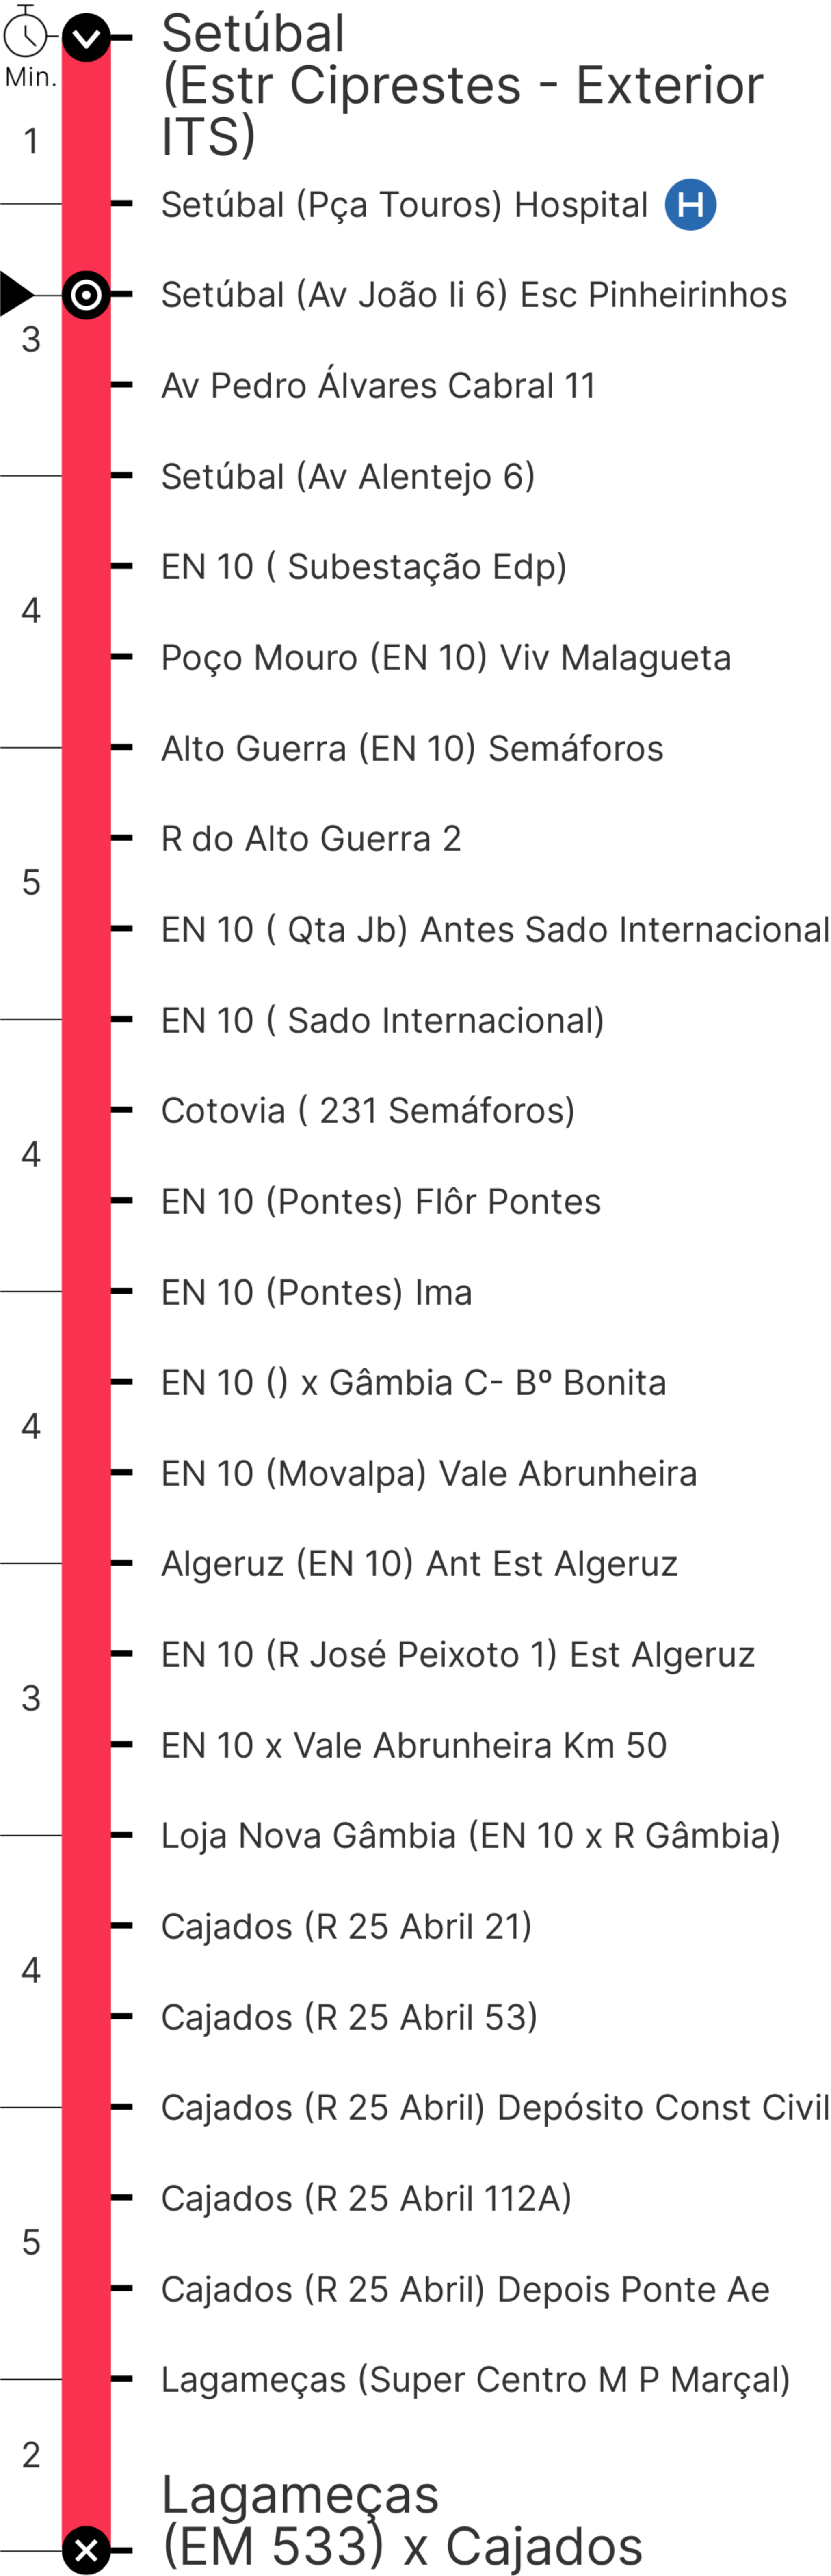 Setúbal
(Estr Ciprestes - Exterior
ITS)
Min.
1
Setúbal (Pça Touros) Hospital H
Setúbal (Av João Ii 6) Esc Pinheirinhos
3
Av Pedro Álvares Cabral 11
Setúbal (Av Alentejo 6)
EN 10 ( Subestação Edp)
4
Poço Mouro (EN 10) Viv Malagueta
Alto Guerra (EN 10) Semáforos
R do Alto Guerra 2
5
EN 10 ( Qta Jb) Antes Sado Internacional
EN 10 ( Sado Internacional)
Cotovia ( 231 Semáforos)
4
EN 10 (Pontes) Flôr Pontes
EN 10 (Pontes) Ima
EN 10 () x Gâmbia C- Bº Bonita
4
EN 10 (Movalpa) Vale Abrunheira
Algeruz (EN 10) Ant Est Algeruz
EN 10 (R José Peixoto 1) Est Algeruz
3
EN 10 x Vale Abrunheira Km 50
Loja Nova Gâmbia (EN 10 x R Gâmbia)
Cajados (R 25 Abril 21)
4
Cajados (R 25 Abril 53)
Cajados (R 25 Abril) Depósito Const Civil
Cajados (R 25 Abril 112A)
5
Cajados (R 25 Abril) Depois Ponte Ae
Lagameças (Super Centro M P Marçal)
2
Lagameças
(EM 533) x Cajados